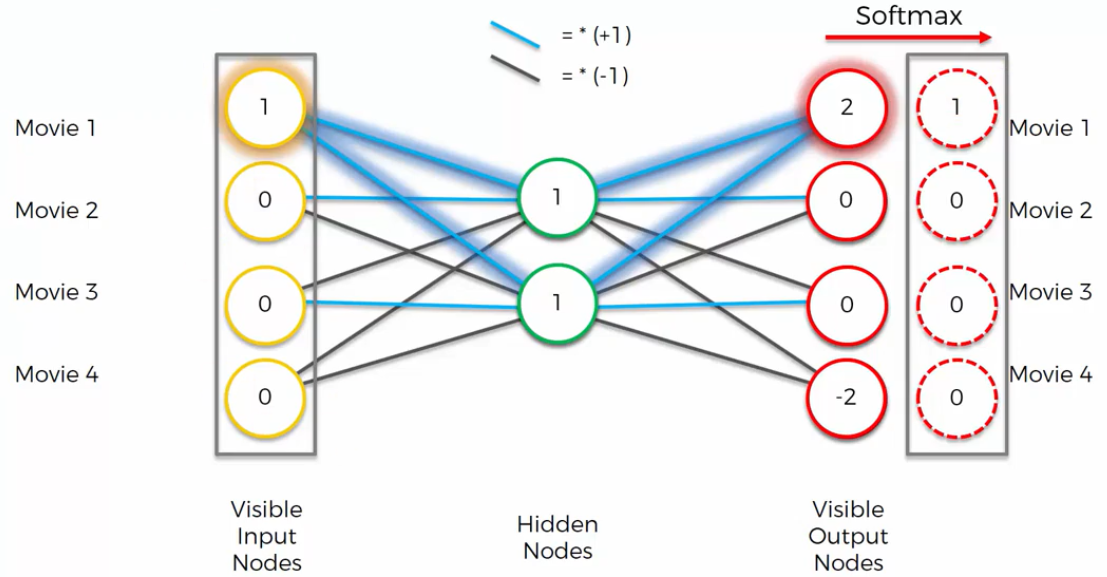 Softmax
= * (+1)
= * (-1)
1
2
1
Movie 1
Movie 1
0
1
0
0
Movie 2
Movie 2
Movie 3
Movie 3
0
1
0
0
Movie 4
Movie 4
0
-2
0
Visible
Input
Nodes
Hidden
Nodes
Visible
Output
Nodes